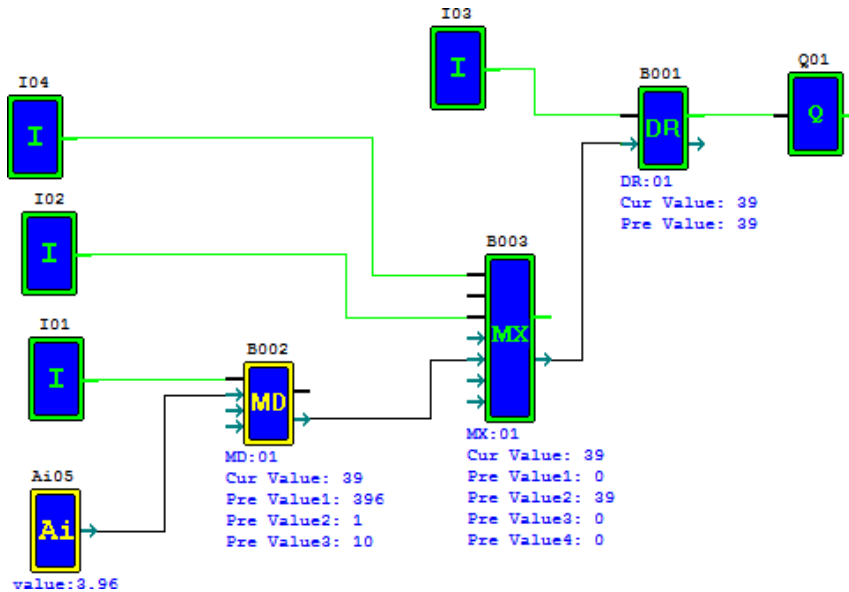 I03
I
I04
I
B001
DR
DR:01
Cur Value: 39
Pre Value: 39
Q01
Q
I02
I
B003
MX
MX:01
Cur Value: 39
Pre Value1: 0
Pre Value2: 39
Pre Value3: 0
Pre Value4: 0
I01
I
B002
MD
MD:01
Cur Value: 39
Pre Value1: 396
Pre Value2: 1
Pre Value3: 10
Ai05
Ai
value:3.96